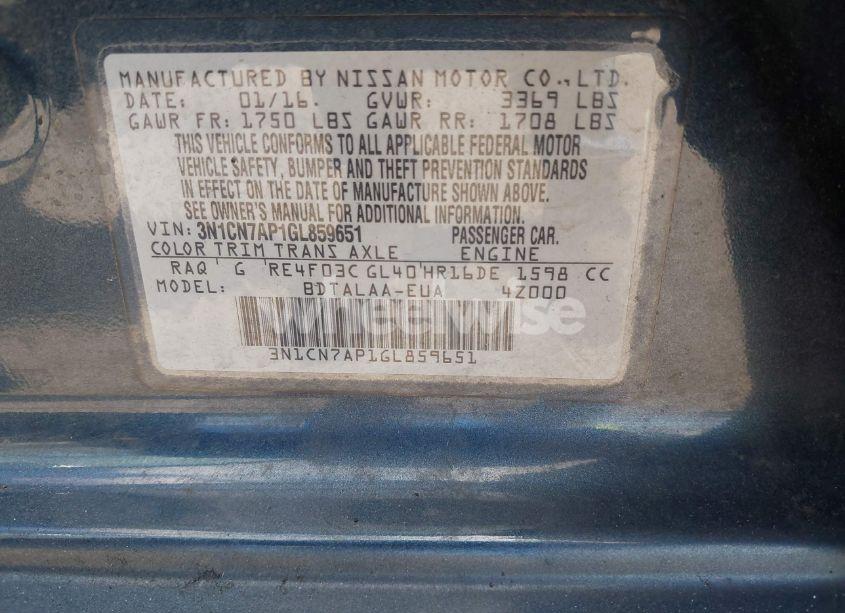 MANUFACTURED BY NISSAN MOTOR CO., LTD.
DATE: 01/16. GVWR: 3369 LBS
GAWR FR: 1750 LBS GAWR RR: 1708 LBS
THIS VEHICLE CONFORMS TO ALL APPLICABLE FEDERAL MOTOR
VEHICLE SAFETY, BUMPER AND THEFT PREVENTION STANDARDS
IN EFFECT ON THE DATE OF MANUFACTURE SHOWN ABOVE.
SEE OWNER'S MANUAL FOR ADDITIONAL INFORMATION.
VIN: 3N1CN7AP1GL859651 PASSENGER CAR.
COLOR TRIM TRANS AXLE ENGINE
RAQ ' G 'RE4F03C GL40'HR16DE 1598 CC
MODEL: BDTALAA-EUA 4Z000
wheelwise
3N1CN7AP1GL859651